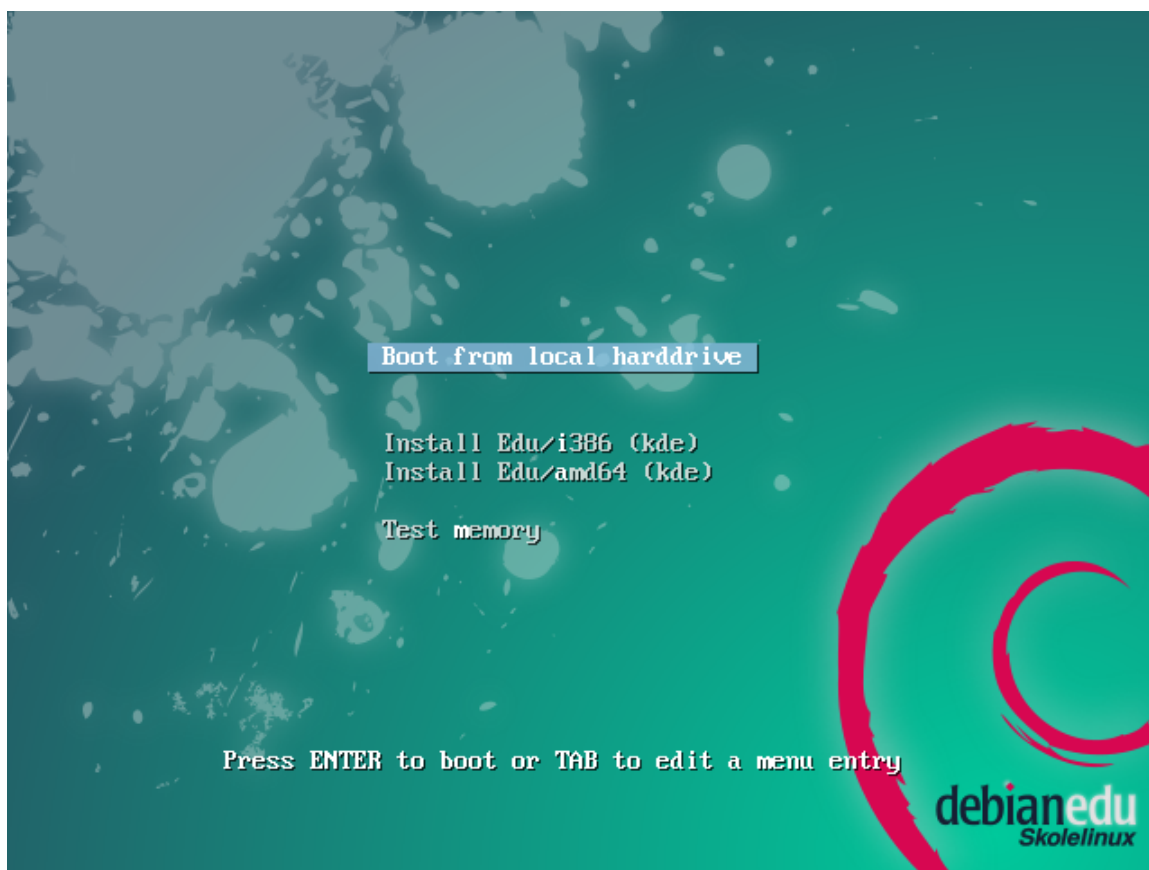 Boot from local harddrive
Install Edu/i386 (kde)
Install Edu/amd64 (kde)
Test memory
Press ENTER to boot or TAB to edit a menu entry
debianedu
Skolelinux